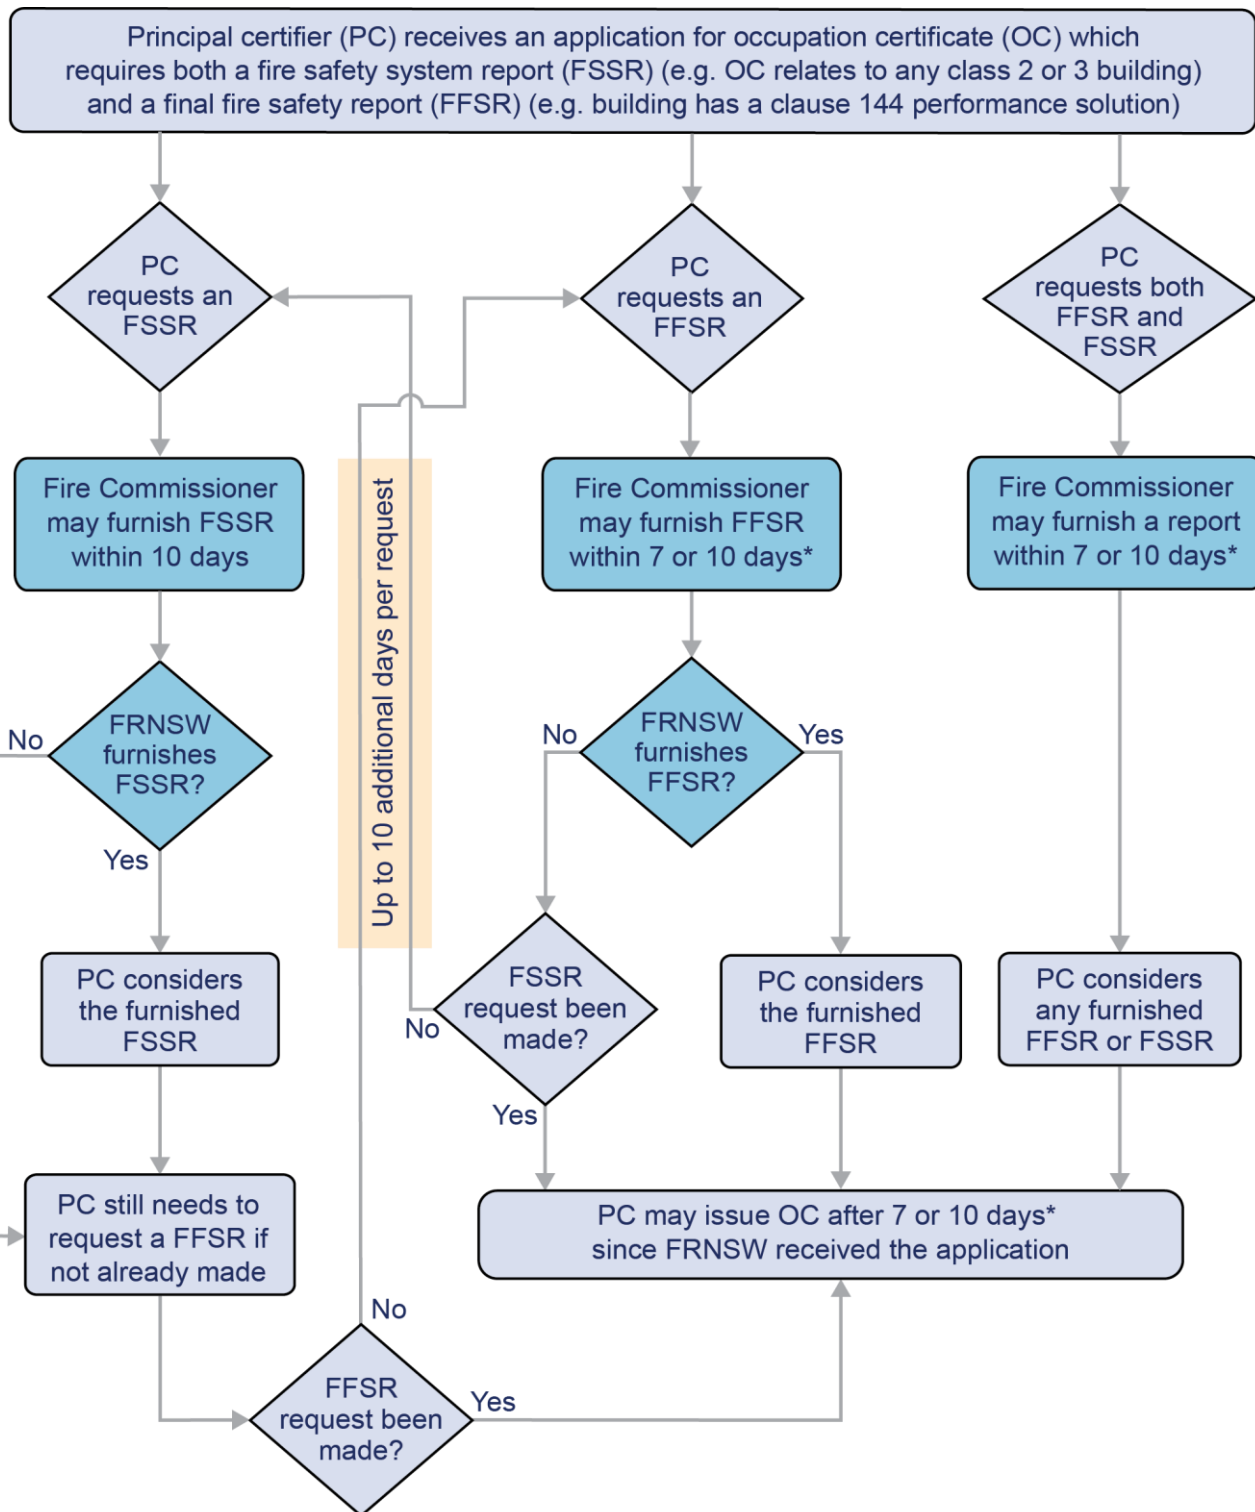 Principal certifier (PC) receives an application for occupation certificate (OC) which
requires both a fire safety system report (FSSR) (e.g. OC relates to any class 2 or 3 building)
and a final fire safety report (FFSR) (e.g. building has a clause 144 performance solution)
PC
requests an
FSSR
PC
requests an
FFSR
PC
requests both
FFSR and
FSSR
Fire Commissioner
may furnish FSSR
within 10 days
Up to 10 additional days per request
Fire Commissioner
may furnish FFSR
within 7 or 10 days*
Fire Commissioner
may furnish a report
within 7 or 10 days*
No
FRNSW
furnishes
FSSR?
Yes
No
FRNSW
furnishes
FFSR?
Yes
PC considers
the furnished
FSSR
No
FSSR
request been
made?
Yes
PC considers
the furnished
FFSR
PC considers
any furnished
FFSR or FSSR
PC still needs to
request a FFSR if
not already made
PC may issue OC after 7 or 10 days*
since FRNSW received the application
No
FFSR
request been
made?
Yes